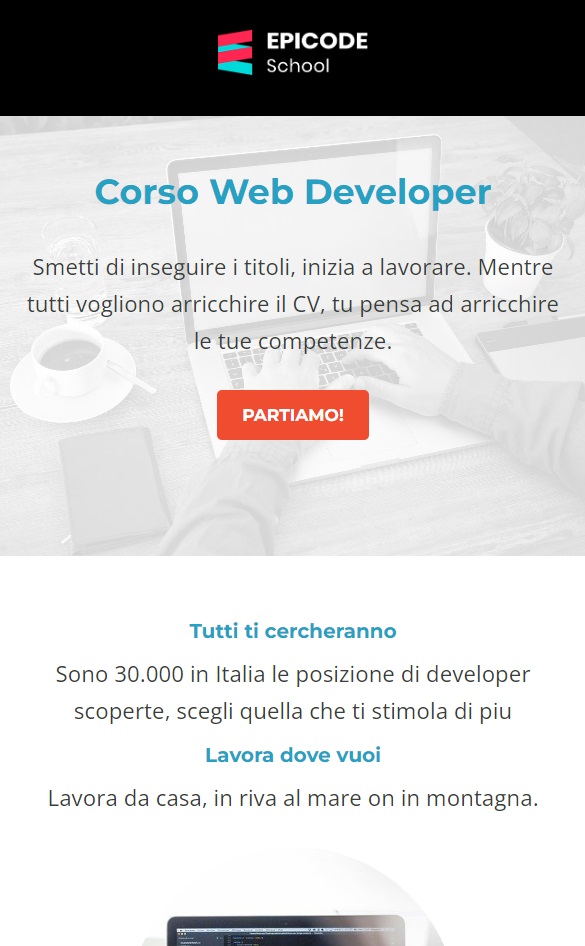 EPICODE
School
Corso Web Developer
Smetti di inseguire i titoli, inizia a lavorare. Mentre
tutti vogliono arricchire il CV, tu pensa ad arricchire
le tue competenze.
PARTIAMO!
Tutti ti cercheranno
Sono 30.000 in Italia le posizione di developer
scoperte, scegli quella che ti stimola di piu
Lavora dove vuoi
Lavora da casa, in riva al mare on in montagna.